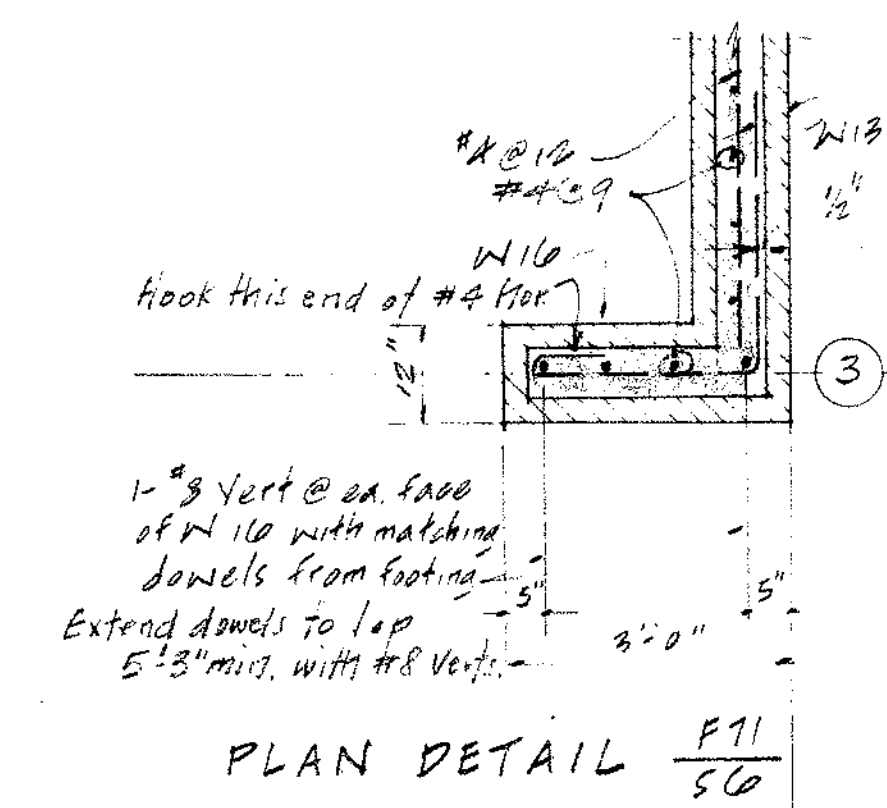 #4@12
#4@9
W13
1/2"
W16
Hook this end of #4 Hor.
12"
3
1-#8 Vert @ ea. face
of W16 with matching
dowels from footing
Extend dowels to lap
5'-3" min. with #8 Verts.
5"
3'-0"
5"
PLAN DETAIL
F71
S6